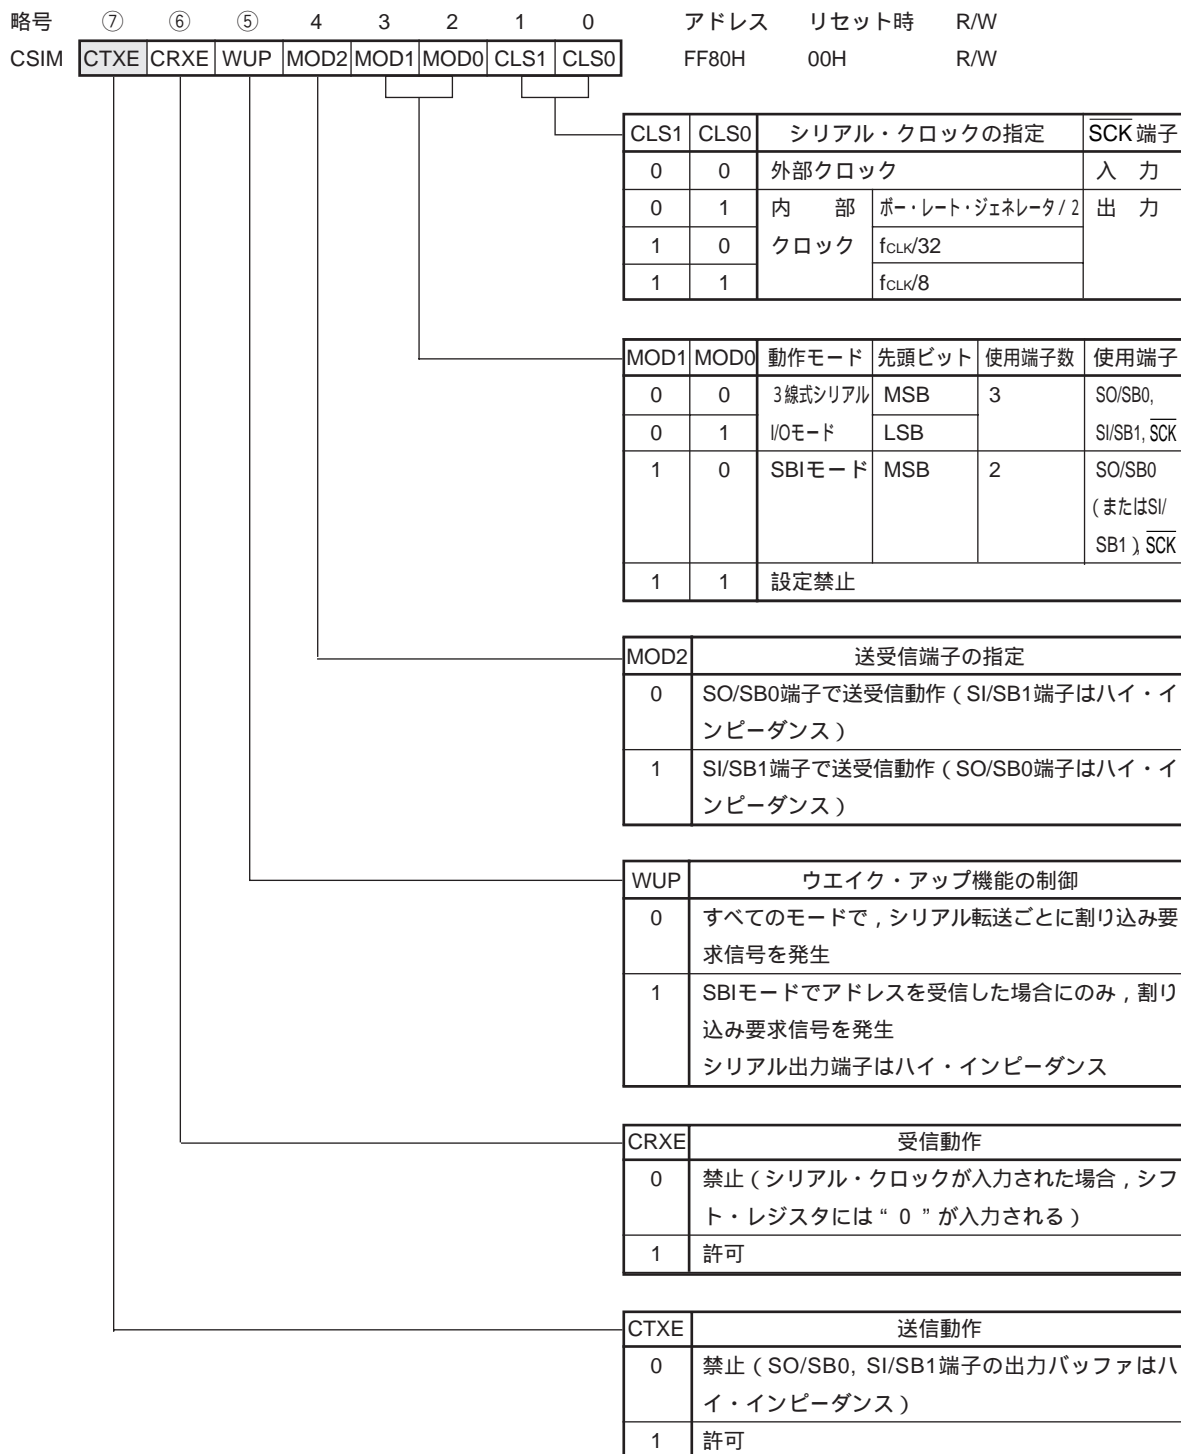 略号 ⑦ ⑥ ⑤ 4 3 2 1 0 アドレス リセット時 R/W
CSIM CTXE CRXE WUP MOD2 MOD1 MOD0 CLS1 CLS0 FF80H 00H R/W
CLS1 CLS0 シリアル・クロックの指定 SCK端子
0 0 外部クロック 入 力
0 1 内 部 ボー・レート・ジェネレータ/2 出 力
1 0 クロック fCLK/32
1 1 fCLK/8
MOD1 MOD0 動作モード 先頭ビット 使用端子数 使用端子
0 0 3線式シリアル MSB 3 SO/SB0,
0 1 I/Oモード LSB SI/SB1, SCK
1 0 SBIモード MSB 2 SO/SB0
(またはSI/
SB1), SCK
1 1 設定禁止
MOD2 送受信端子の指定
0 SO/SB0端子で送受信動作(SI/SB1端子はハイ・イ
ンピーダンス)
1 SI/SB1端子で送受信動作(SO/SB0端子はハイ・イ
ンピーダンス)
WUP ウエイク・アップ機能の制御
0 すべてのモードで,シリアル転送ごとに割り込み要
求信号を発生
1 SBIモードでアドレスを受信した場合にのみ,割り
込み要求信号を発生
シリアル出力端子はハイ・インピーダンス
CRXE 受信動作
0 禁止(シリアル・クロックが入力された場合,シフ
ト・レジスタには“0”が入力される)
1 許可
CTXE 送信動作
0 禁止(SO/SB0, SI/SB1端子の出力バッファはハ
イ・インピーダンス)
1 許可